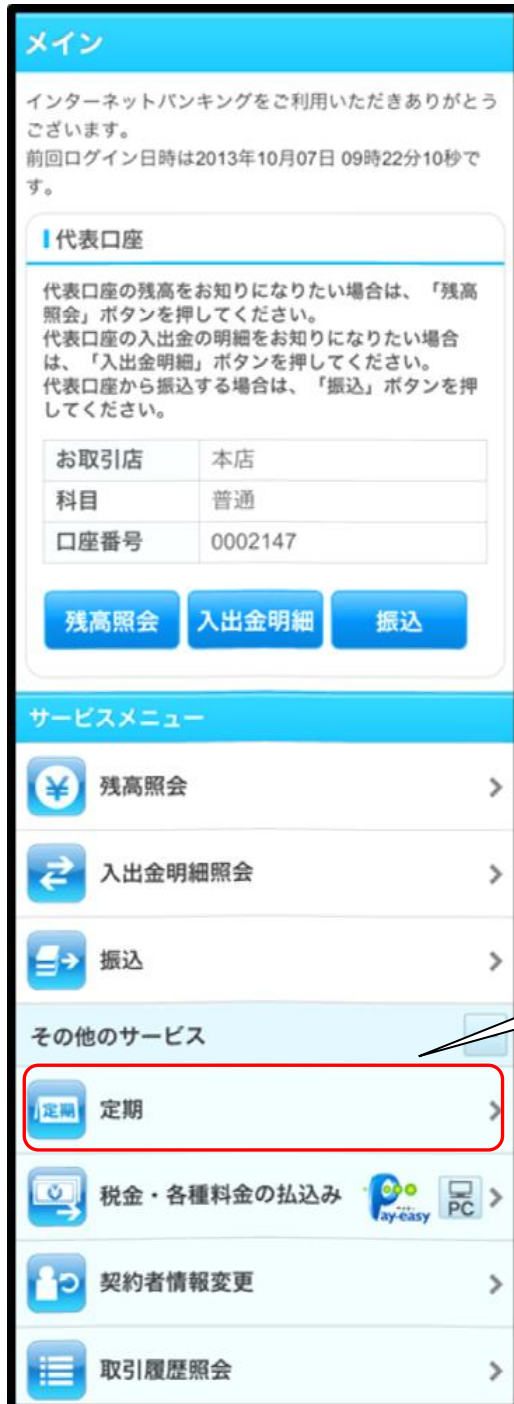 メイン
インターネットバンキングをご利用いただきありがとう
ございます。
前回ログイン日時は2013年10月07日 09時22分10秒で
す。
代表口座
代表口座の残高をお知りになりたい場合は、「残高
照会」ボタンを押してください。
代表口座の入出金の明細をお知りになりたい場合
は、「入出金明細」ボタンを押してください。
代表口座から振込する場合は、「振込」ボタンを押
してください。
お取引店 本店
科目 普通
口座番号 0002147
残高照会 入出金明細 振込
サービスメニュー
¥ 残高照会
入出金明細照会
振込
その他のサービス
定期 定期
税金・各種料金の払込み Pay-easy PC
契約者情報変更
取引履歴照会